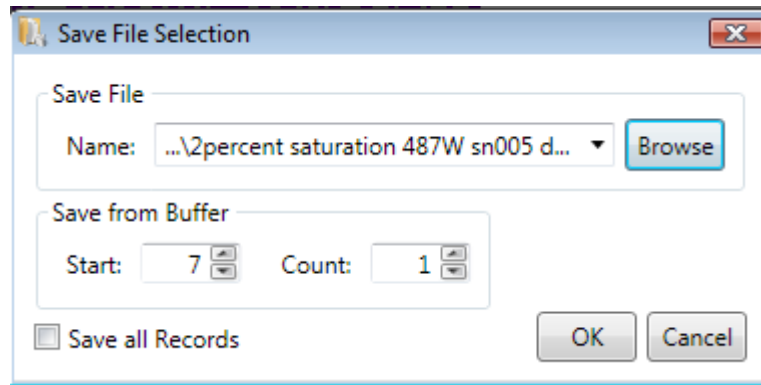 Save File Selection
Save File
Name: ...\2percent saturation 487W sn005 d... Browse
Save from Buffer
Start: 7 Count: 1
Save all Records OK Cancel